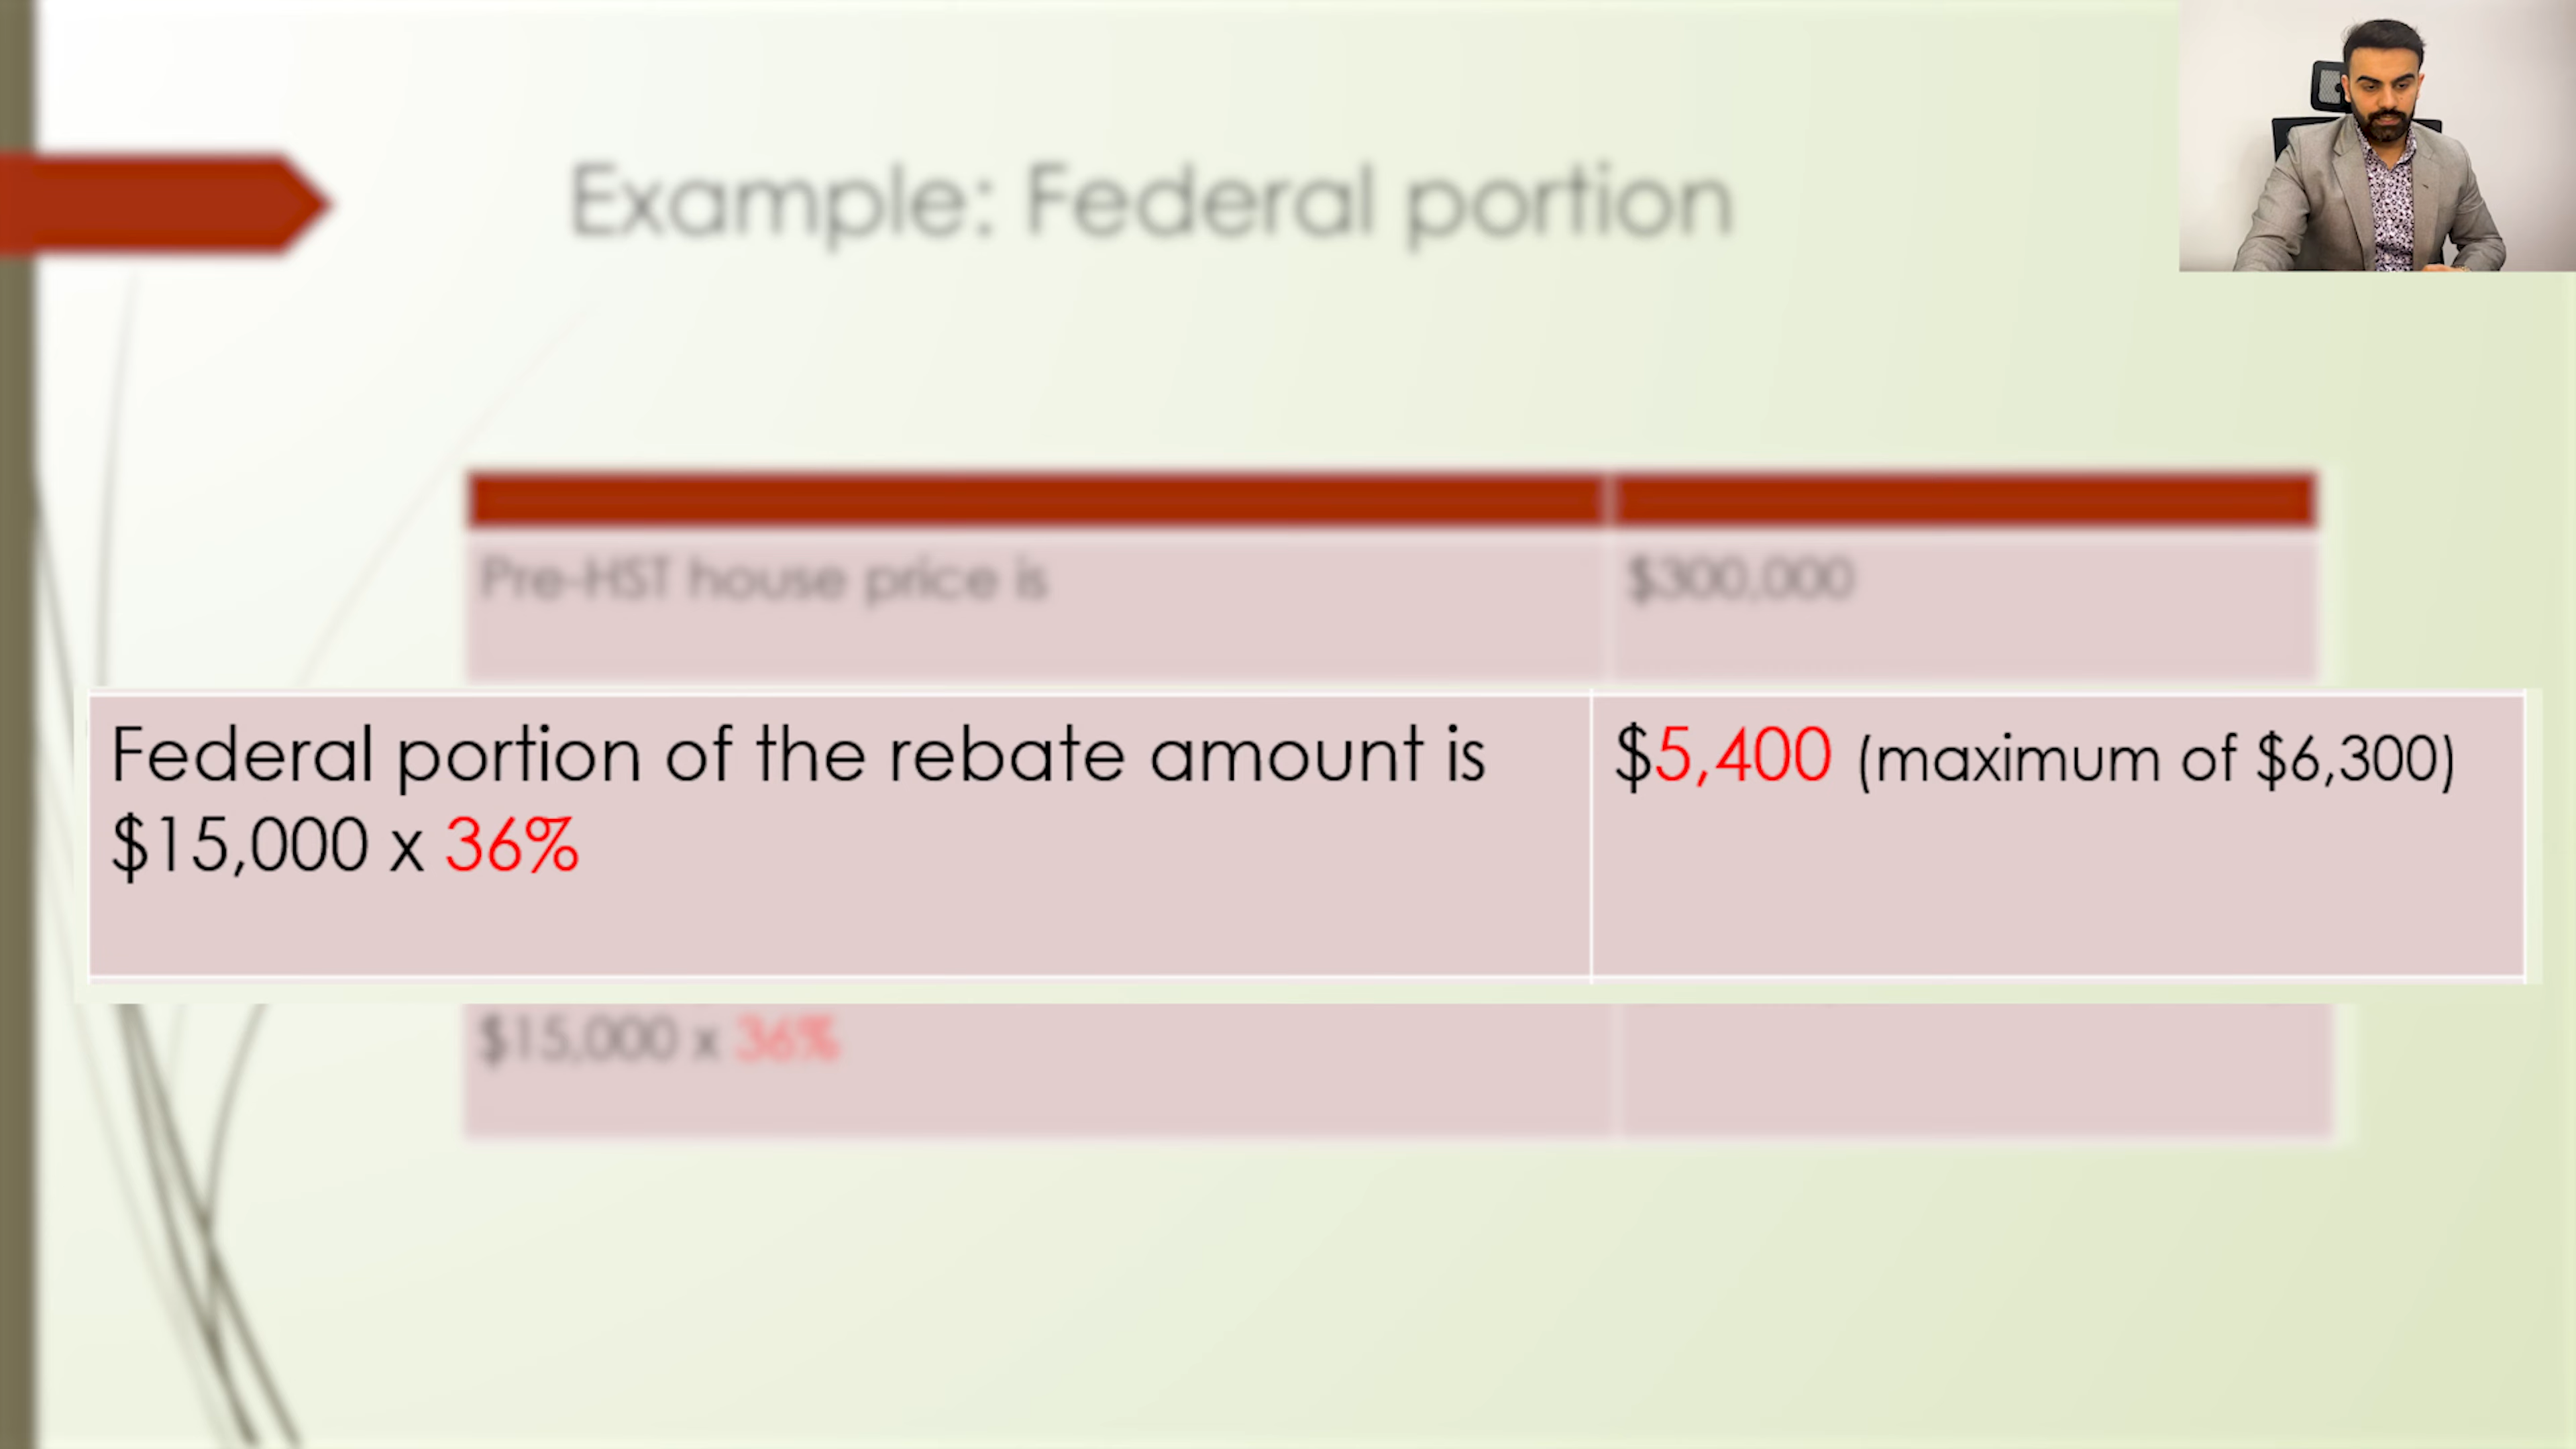 Example: Federal portion
Pre-HST house price is $300,000
Federal portion of the rebate amount is $5,400 (maximum of $6,300)
$15,000 x 36%
$15,000 x 36%